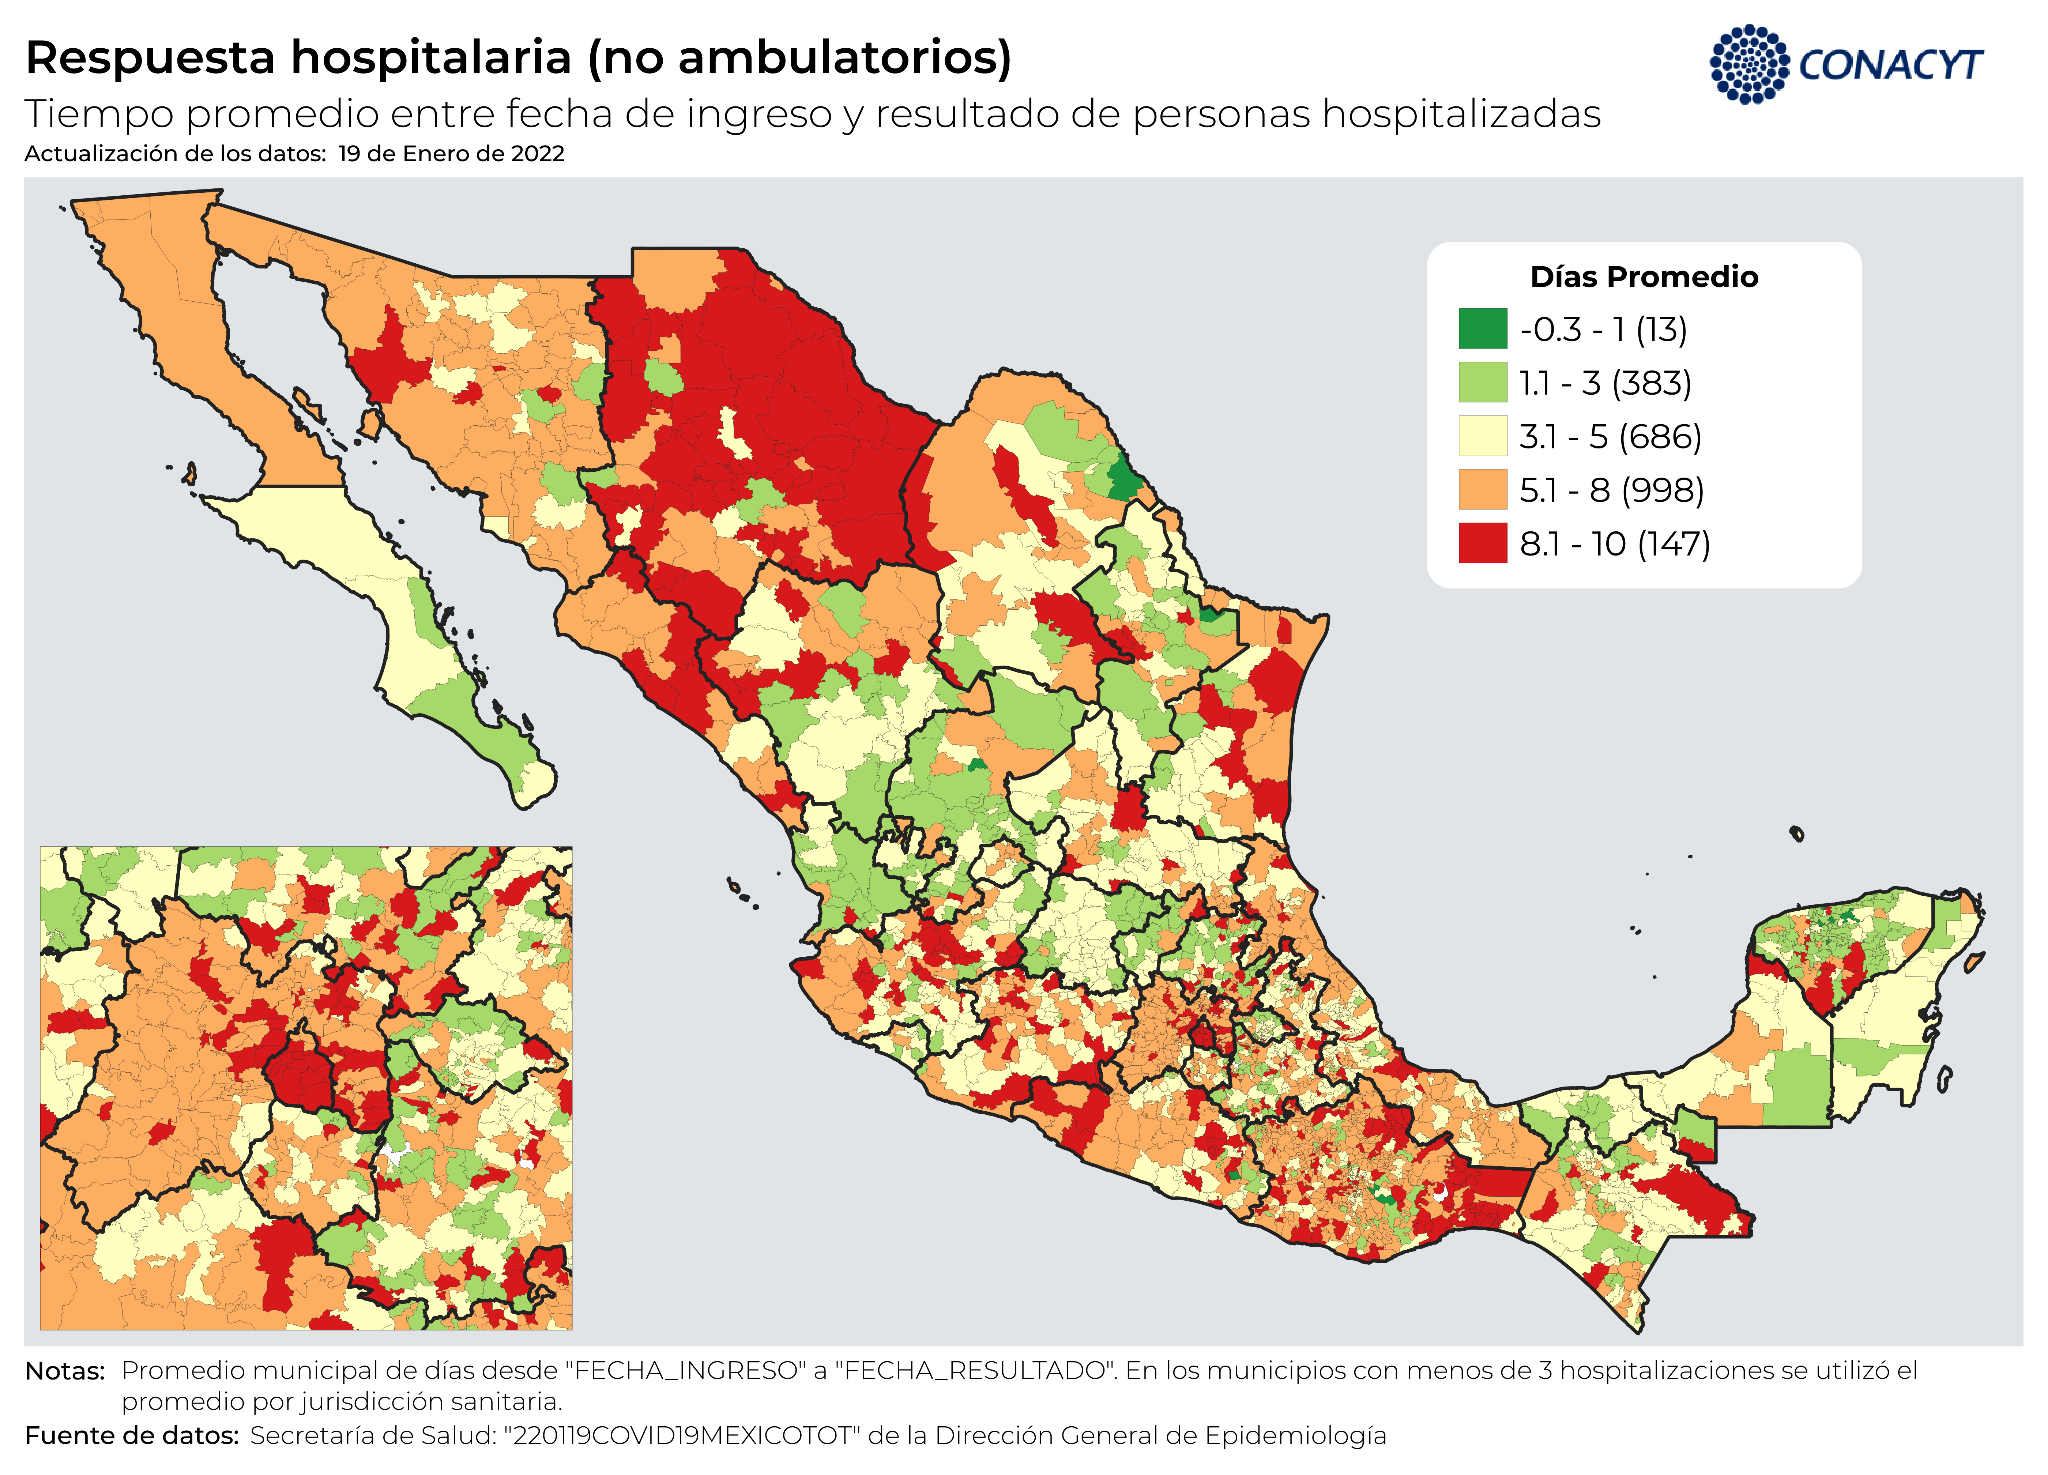 Respuesta hospitalaria (no ambulatorios)
CONACYT
Tiempo promedio entre fecha de ingreso y resultado de personas hospitalizadas
Actualización de los datos: 19 de Enero de 2022
Días Promedio
-0.3 - 1 (13)
1.1 - 3 (383)
3.1 - 5 (686)
5.1 - 8 (998)
8.1 - 10 (147)
Notas: Promedio municipal de días desde "FECHA_INGRESO" a "FECHA_RESULTADO". En los municipios con menos de 3 hospitalizaciones se utilizó el
promedio por jurisdicción sanitaria.
Fuente de datos: Secretaría de Salud: "220119COVID19MEXICOTOT" de la Dirección General de Epidemiología